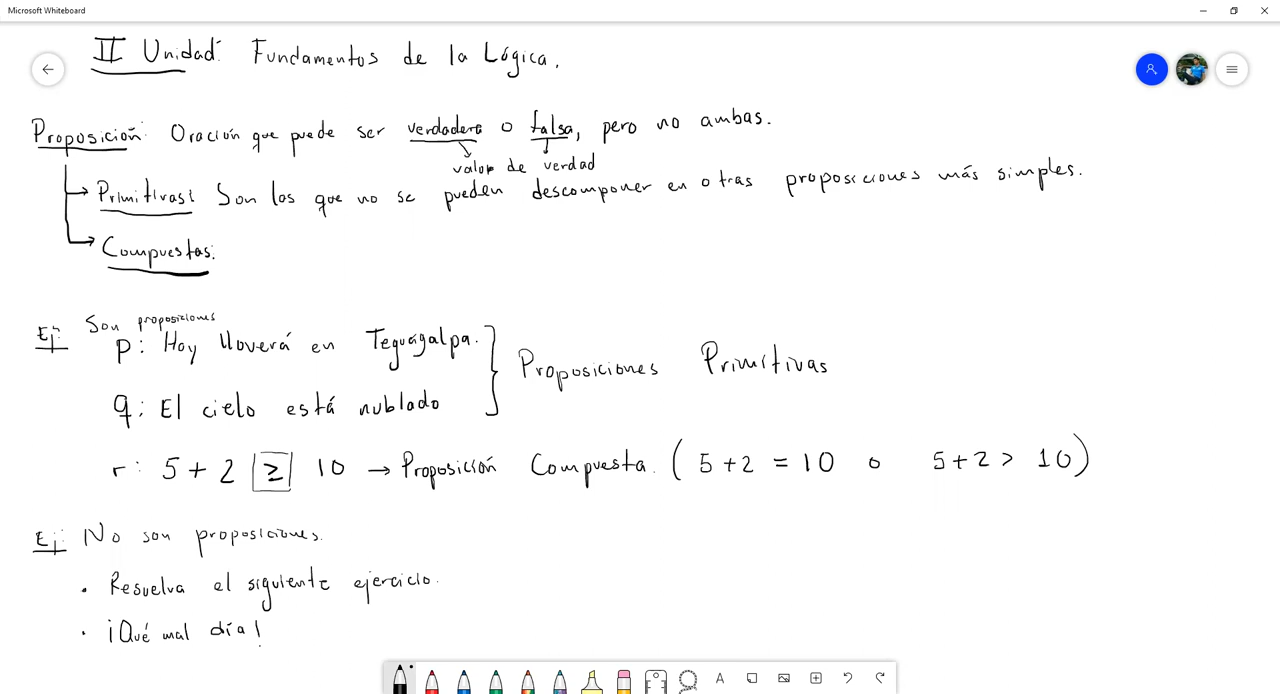 Microsoft Whiteboard
II Unidad: Fundamentos de la Lógica.
Proposición: Oración que puede ser verdadera o falsa, pero no ambas.
valor de verdad
Primitivas: Son los que no se pueden descomponer en otras proposiciones más simples.
Compuestas:
Ej: Son proposiciones
p: Hoy lloverá en Teguágalpa. } Proposiciones Primitivas
q: El cielo está nublado
r: 5+2 ≥ 10 → Proposición Compuesta. (5+2 = 10 o 5+2 > 10)
Ej: No son proposiciones.
• Resuelva el siguiente ejercicio.
• ¡Qué mal día!